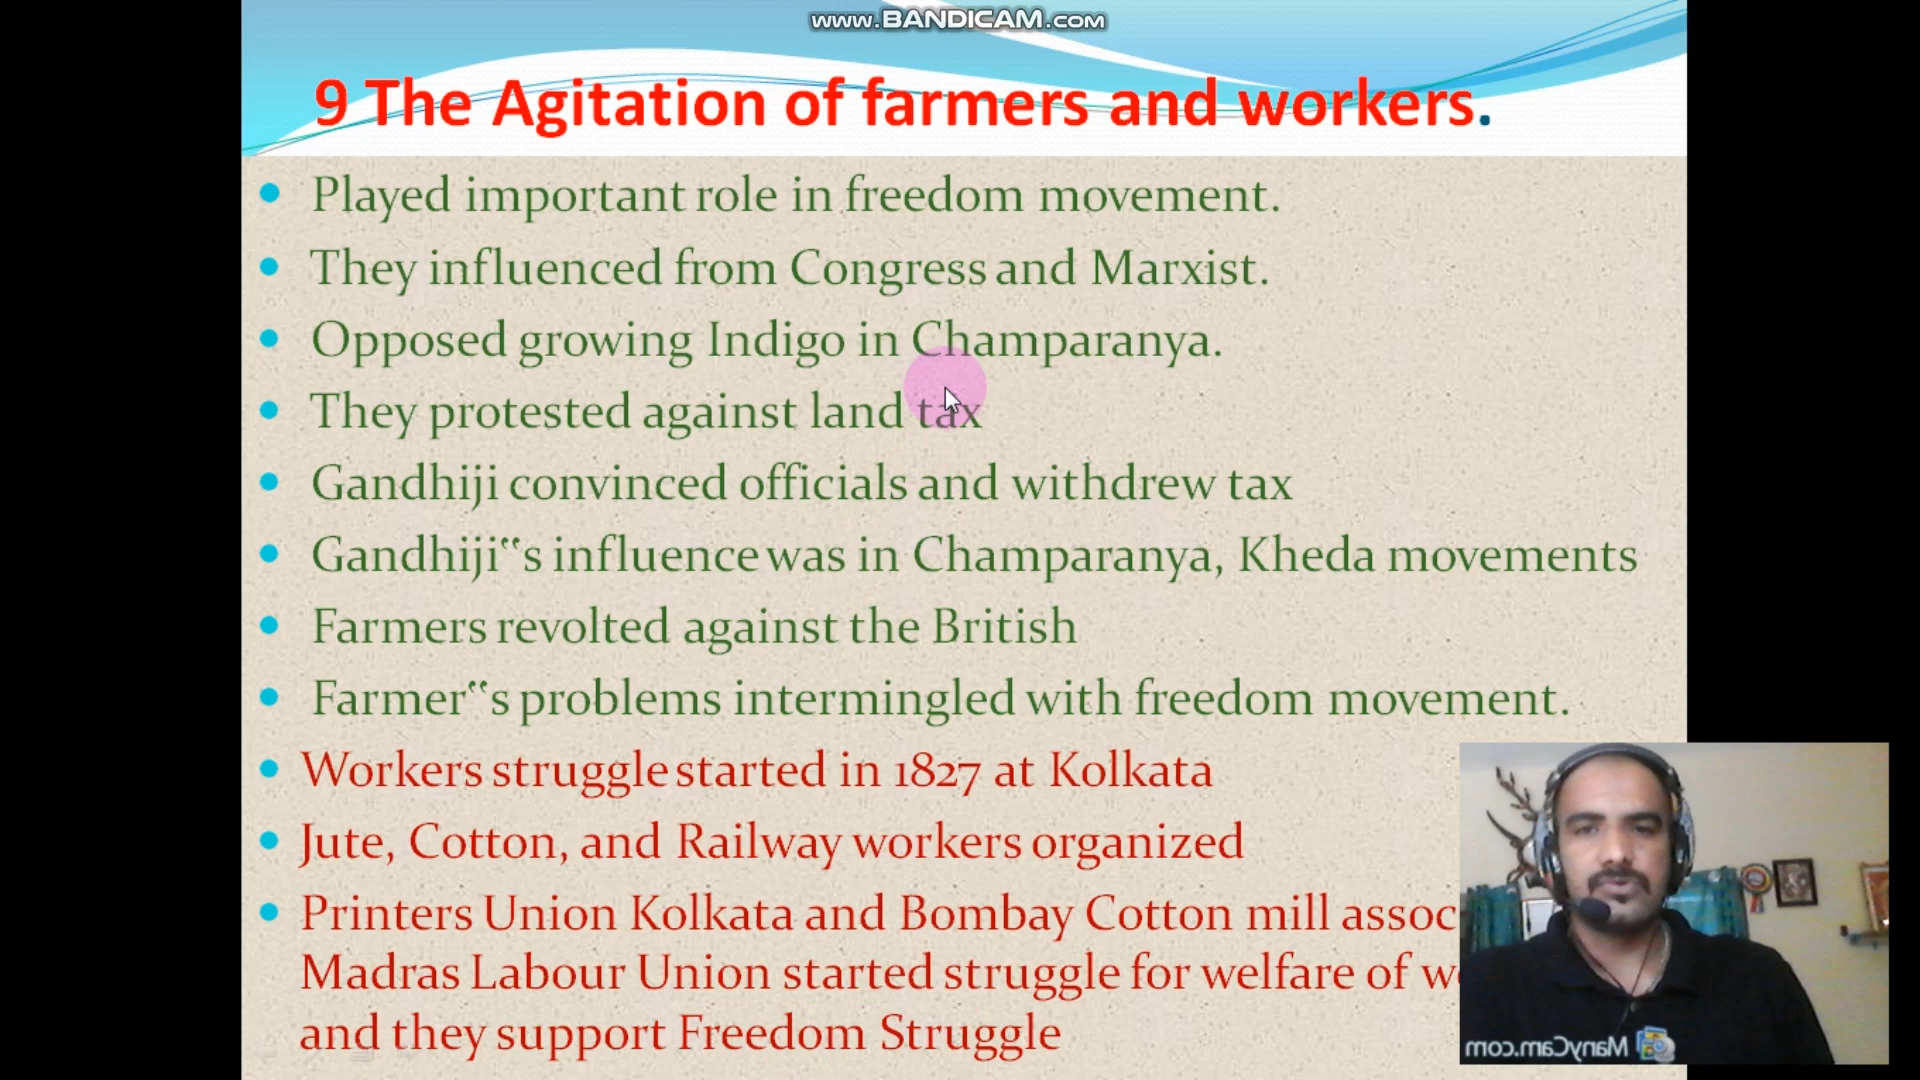 www.BANDICAM.com
9 The Agitation of farmers and workers.
• Played important role in freedom movement.
• They influenced from Congress and Marxist.
• Opposed growing Indigo in Champaranya.
• They protested against land tax
• Gandhiji convinced officials and withdrew tax
• Gandhiji‟s influence was in Champaranya, Kheda movements
• Farmers revolted against the British
• Farmer‟s problems intermingled with freedom movement.
• Workers struggle started in 1827 at Kolkata
• Jute, Cotton, and Railway workers organized
• Printers Union Kolkata and Bombay Cotton mill assoc
Madras Labour Union started struggle for welfare of
and they support Freedom Struggle
ManyCam.com